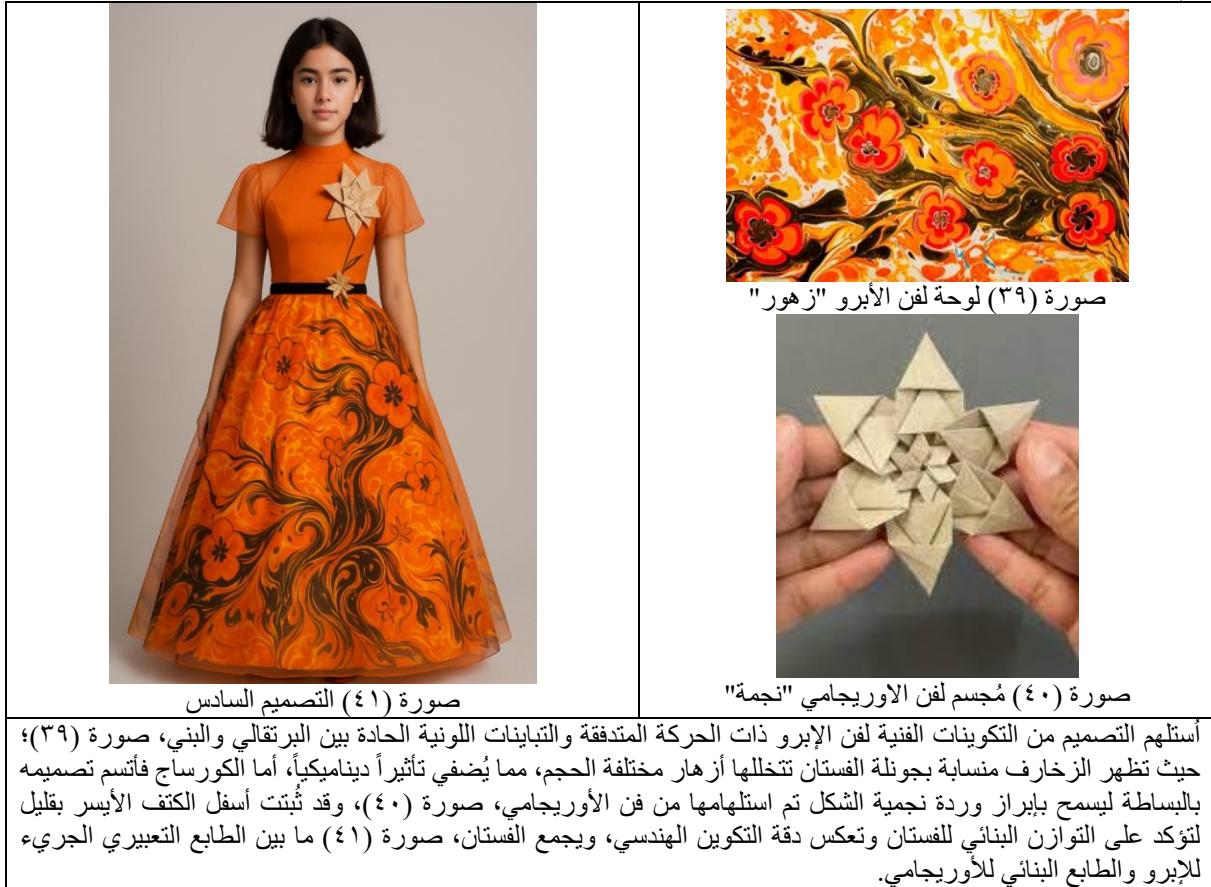 صورة (٣٩) لوحة لفن الأبرو "زهور"
صورة (٤٠) مُجسم لفن الاوريجامي "نجمة"
صورة (٤١) التصميم السادس
اُستلهم التصميم من التكوينات الفنية لفن الإبرو ذات الحركة المتدفقة والتباينات اللونية الحادة بين البرتقالي والبني، صورة (٣٩)؛
حيث تظهر الزخارف منسابة بجونلة الفستان تتخللها أزهار مختلفة الحجم، مما يُضفي تأثيراً ديناميكياً، أما الكورساج فأتسم تصميمه
بالبساطة ليسمح بإبراز وردة نجمية الشكل تم استلهامها من فن الأوريجامي، صورة (٤٠)، وقد ثُبتت أسفل الكتف الأيسر بقليل
لتؤكد على التوازن البنائي للفستان وتعكس دقة التكوين الهندسي، ويجمع الفستان، صورة (٤١) ما بين الطابع التعبيري الجريء
للإبرو والطابع البنائي للأوريجامي.